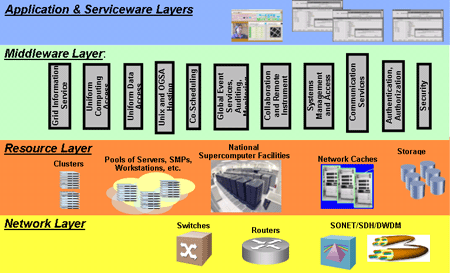 Application & Serviceware Layers
Middleware Layer:
Grid Information
Service
Uniform
Computing
Access
Uniform Data
Access
Unix and OGSA
Hosting
Co-Scheduling
Global Event
Services,
Auditing,
Monitoring
Collaboration
and Remote
Instrument
Systems
Management
and Access
Communication
Services
Authentication,
Authorization
Security
Resource Layer
Clusters
Pools of Servers, SMPs,
Workstations, etc.
National
Supercomputer Facilities
Network Caches
Storage
Network Layer
Switches
Routers
SONET/SDH/DWDM